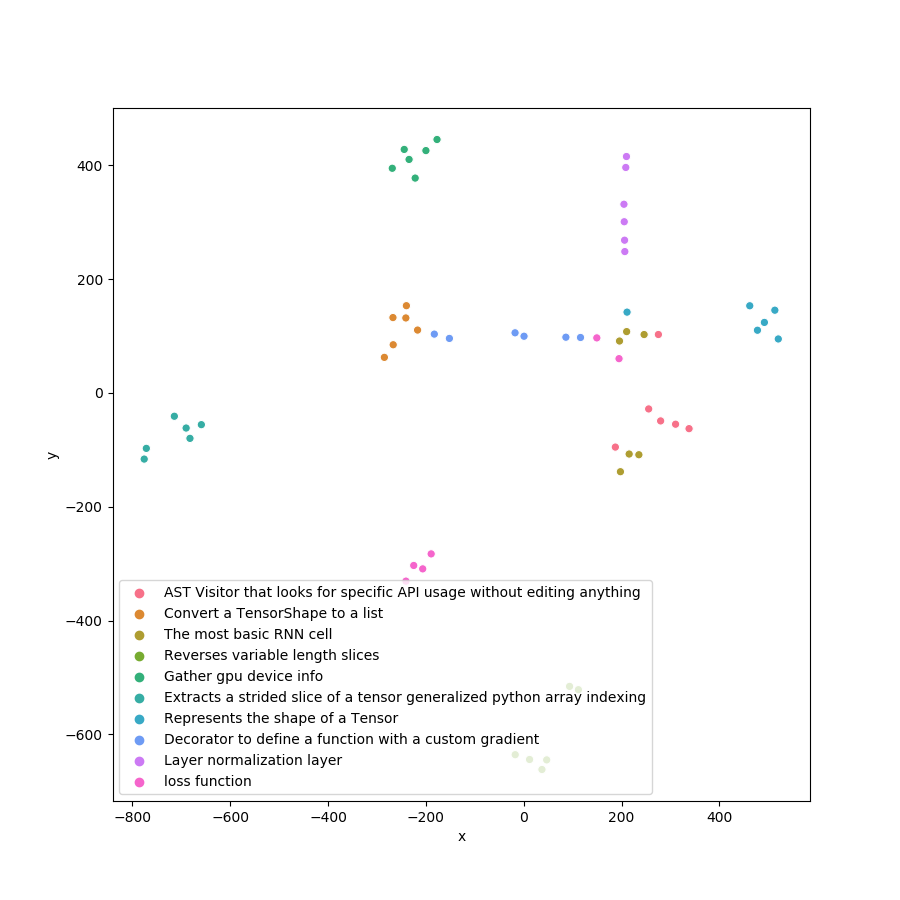 400
200
0
−200
−400
−600
y
AST Visitor that looks for specific API usage without editing anything
Convert a TensorShape to a list
The most basic RNN cell
Reverses variable length slices
Gather gpu device info
Extracts a strided slice of a tensor generalized python array indexing
Represents the shape of a Tensor
Decorator to define a function with a custom gradient
Layer normalization layer
loss function
−800 −600 −400 −200 0 200 400
x